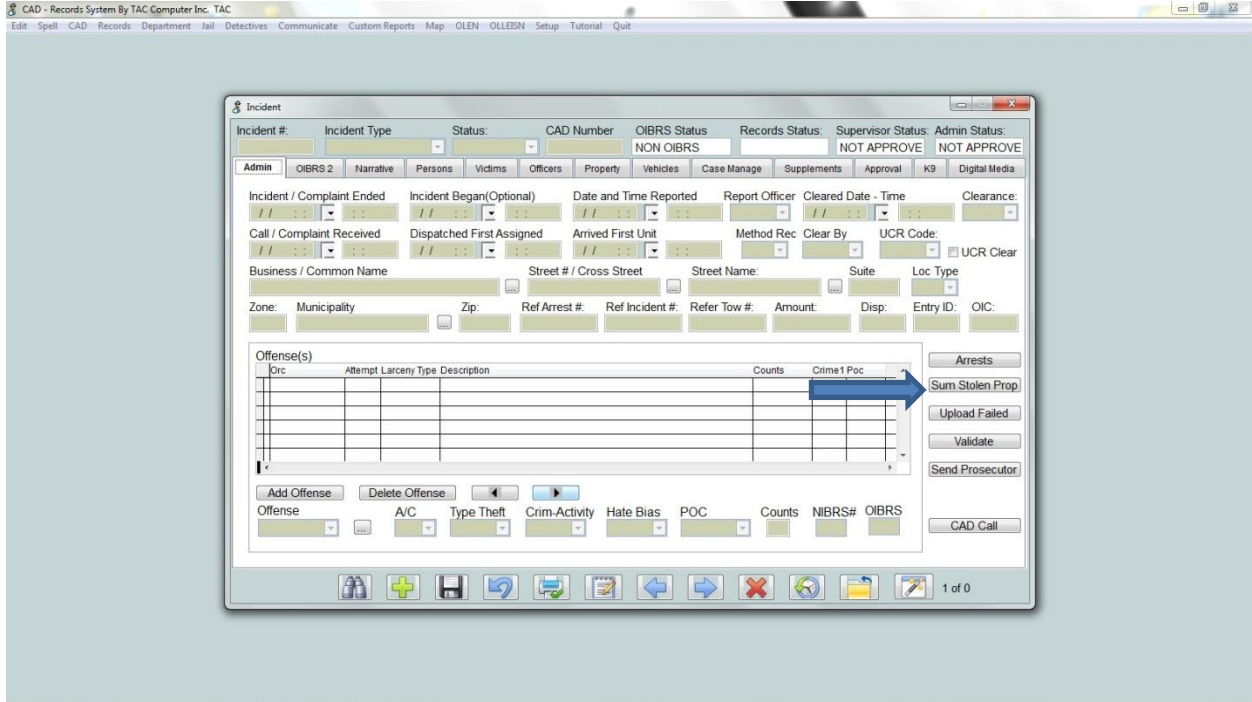 CAD - Records System By TAC Computer Inc. TAC
Edit Spell CAD Records Department Jail Detectives Communicate Custom Reports Map OLEN OLLEISN Setup Tutorial Quit
Incident
Incident #: Incident Type Status: CAD Number OIBRS Status Records Status: Supervisor Status: Admin Status:
NON OIBRS NOT APPROVE NOT APPROVE
Admin OIBRS 2 Narrative Persons Victims Officers Property Vehicles Case Manage Supplements Approval K9 Digital Media
Incident / Complaint Ended Incident Began(Optional) Date and Time Reported Report Officer Cleared Date - Time Clearance:
/ / : : : : / / : : : : / / : : : : / / : : : :
Call / Complaint Received Dispatched First Assigned Arrived First Unit Method Rec Clear By UCR Code:
/ / : : : : / / : : : : / / : : : : UCR Clear
Business / Common Name Street # / Cross Street Street Name: Suite Loc Type
... ... ...
Zone: Municipality Zip: Ref Arrest #: Ref Incident #: Refer Tow #: Amount: Disp: Entry ID: OIC:
...
Offense(s)
Orc Attempt Larceny Type Description Counts Crime1 Poc
Arrests
Sum Stolen Prop
Upload Failed
Validate
Send Prosecutor
Add Offense Delete Offense
Offense A/C Type Theft Crim-Activity Hate Bias POC Counts NIBRS# OIBRS
...
CAD Call
1 of 0